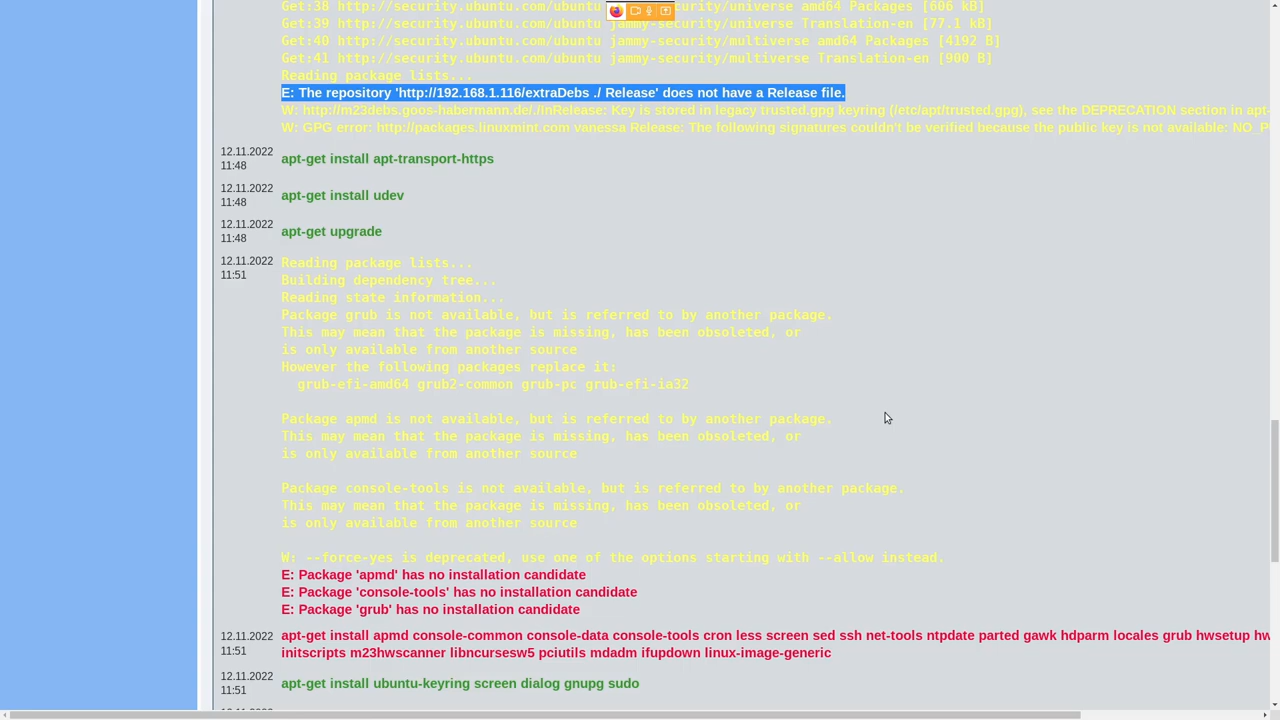 Get:38 http://security.ubuntu.com/ubuntu jammy-security/universe amd64 Packages [606 kB]
Get:39 http://security.ubuntu.com/ubuntu jammy-security/universe Translation-en [77.1 kB]
Get:40 http://security.ubuntu.com/ubuntu jammy-security/multiverse amd64 Packages [4192 B]
Get:41 http://security.ubuntu.com/ubuntu jammy-security/multiverse Translation-en [900 B]
Reading package lists...
E: The repository 'http://192.168.1.116/extraDebs ./ Release' does not have a Release file.
W: http://m23debs.goos-habermann.de/./InRelease: Key is stored in legacy trusted.gpg keyring (/etc/apt/trusted.gpg), see the DEPRECATION section in apt-
W: GPG error: http://packages.linuxmint.com vanessa Release: The following signatures couldn't be verified because the public key is not available: NO_P
12.11.2022
11:48
apt-get install apt-transport-https
12.11.2022
11:48
apt-get install udev
12.11.2022
11:48
apt-get upgrade
12.11.2022
11:51
Reading package lists...
Building dependency tree...
Reading state information...
Package grub is not available, but is referred to by another package.
This may mean that the package is missing, has been obsoleted, or
is only available from another source
However the following packages replace it:
grub-efi-amd64 grub2-common grub-pc grub-efi-ia32
Package apmd is not available, but is referred to by another package.
This may mean that the package is missing, has been obsoleted, or
is only available from another source
Package console-tools is not available, but is referred to by another package.
This may mean that the package is missing, has been obsoleted, or
is only available from another source
W: --force-yes is deprecated, use one of the options starting with --allow instead.
E: Package 'apmd' has no installation candidate
E: Package 'console-tools' has no installation candidate
E: Package 'grub' has no installation candidate
12.11.2022
11:51
apt-get install apmd console-common console-data console-tools cron less screen sed ssh net-tools ntpdate parted gawk hdparm locales grub hwsetup hw
initscripts m23hwscanner libncursesw5 pciutils mdadm ifupdown linux-image-generic
12.11.2022
11:51
apt-get install ubuntu-keyring screen dialog gnupg sudo